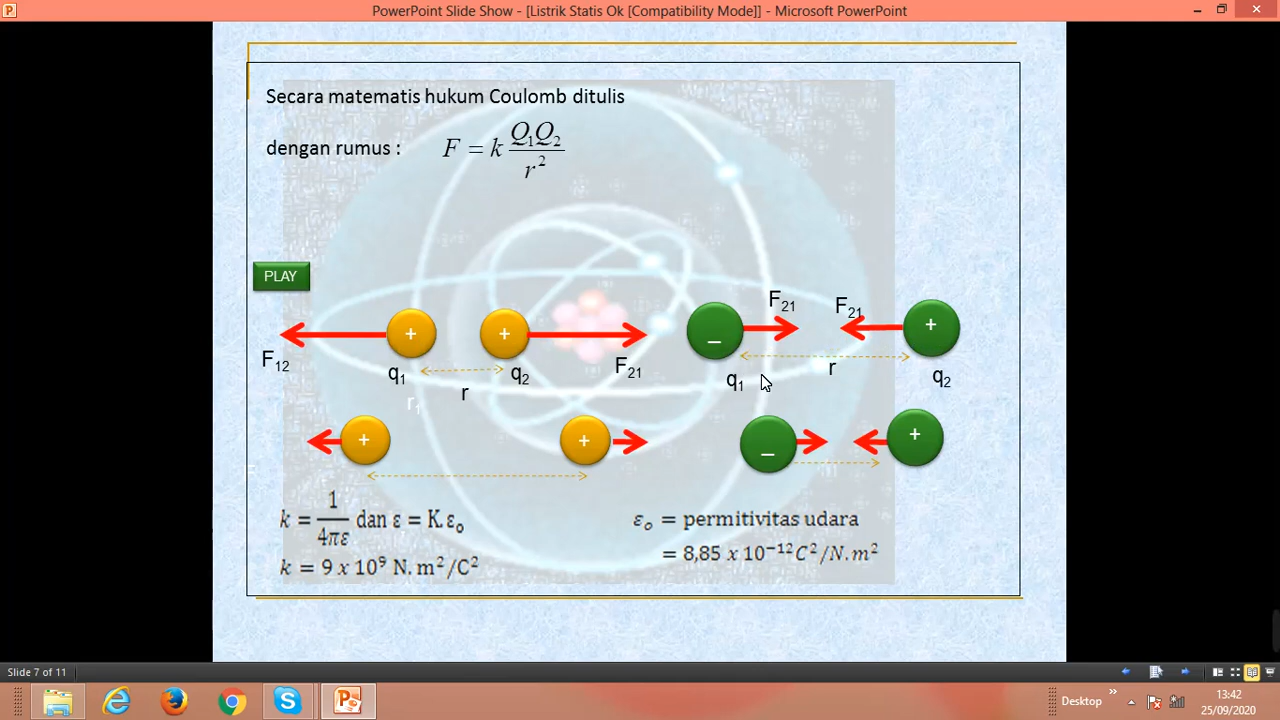 PowerPoint Slide Show - [Listrik Statis Ok [Compatibility Mode]] - Microsoft PowerPoint
Secara matematis hukum Coulomb ditulis
dengan rumus : F = k Q₁Q₂ / r²
PLAY
F₂₁ F₂₁
+ + _ +
F₁₂ F₂₁
q₁ r q₂ q₁ r q₂
r₁
+ + _ +
k = 1/4πε dan ε = K.ε₀
k = 9 x 10⁹ N. m²/C²
εₒ = permitivitas udara
= 8,85 x 10⁻¹²C²/N.m²
Slide 7 of 11
Desktop
13:42
25/09/2020